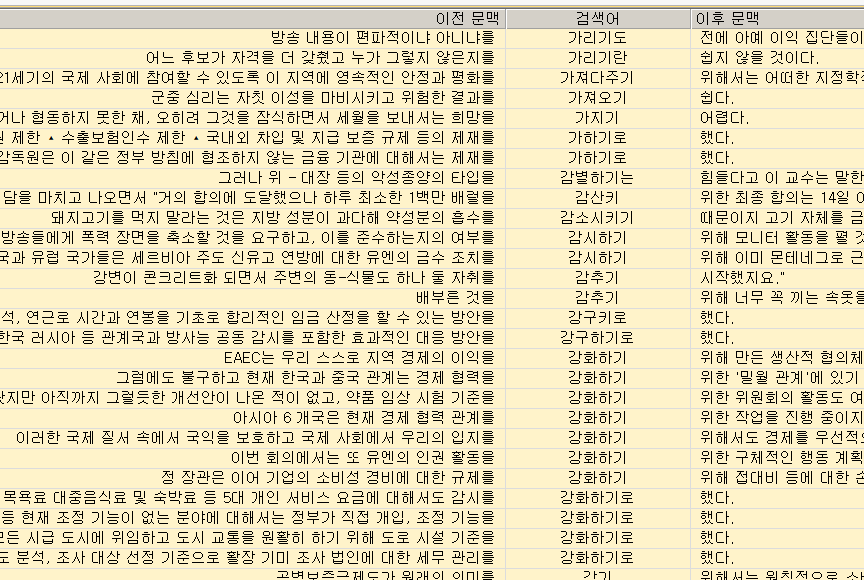 이전 문맥 검색어 이후 문맥
방송 내용이 편파적이냐 아니냐를 가리기도 전에 아예 이익 집단들이
어느 후보가 자격을 더 갖췄고 누가 그렇지 않은지를 가리기란 쉽지 않을 것이다.
21세기의 국제 사회에 참여할 수 있도록 이 지역에 영속적인 안정과 평화를 가져다주기 위해서는 어떠한 지정학적
군중 심리는 자칫 이성을 마비시키고 위험한 결과를 가져오기 쉽다.
거나 협동하지 못한 채, 오히려 그것을 잠식하면서 세월을 보내서는 희망을 가지기 어렵다.
제한 ▲ 수출보험인수 제한 ▲ 국내외 차입 및 지급 보증 규제 등의 제재를 가하기로 했다.
감독원은 이 같은 정부 방침에 협조하지 않는 금융 기관에 대해서는 제재를 가하기로 했다.
그러나 위 - 대장 등의 악성종양의 타입을 감별하기는 힘들다고 이 교수는 말한
담을 마치고 나오면서 "거의 합의에 도달했으나 하루 최소한 1백만 배럴을 감산키 위한 최종 합의는 14일
돼지고기를 먹지 말라는 것은 지방 성분이 과다해 약성분의 흡수를 감소시키기 때문이지 고기 자체를 금
방송들에게 폭력 장면을 축소할 것을 요구하고, 이를 준수하는지의 여부를 감시하기 위해 모니터 활동을 펼
국과 유럽 국가들은 세르비아 주도 신유고 연방에 대한 유엔의 금수 조치를 감시하기 위해 이미 몬테네그로
강변이 콘크리트화 되면서 주변의 동-식물도 하나 둘 자취를 감추기 시작했지요."
배부른 것을 감추기 위해 너무 꼭 끼는 속옷을
석, 연근로 시간과 연봉을 기초로 합리적인 임금 산정을 할 수 있는 방안을 강구키로 했다.
한국 러시아 등 관계국과 방사능 공동 감시를 포함한 효과적인 대응 방안을 강구하기로 했다.
EAEC는 우리 스스로 지역 경제의 이익을 강화하기 위해 만든 생산적 협의체
그럼에도 불구하고 현재 한국과 중국 관계는 경제 협력을 강화하기 위한 '밀월 관계'에 있기
지만 아직까지 그럴듯한 개선안이 나온 적이 없고, 약품 임상 시험 기준을 강화하기 위한 위원회의 활동도
아시아 6 개국은 현재 경제 협력 관계를 강화하기 위한 작업을 진행 중이지
이러한 국제 질서 속에서 국익을 보호하고 국제 사회에서 우리의 입지를 강화하기 위해서도 경제를 우선적으
이번 회의에서는 또 유엔의 인권 활동을 강화하기 위한 구체적인 행동 계획
정 장관은 이어 기업의 소비성 경비에 대한 규제를 강화하기 위해 접대비 등에 대한
목욕료 대중음식료 및 숙박료 등 5대 개인 서비스 요금에 대해서도 감시를 강화하기로 했다.
등 현재 조정 기능이 없는 분야에 대해서는 정부가 직접 개입, 조정 기능을 강화하기로 했다.
모든 시급 도시에 위임하고 도시 교통을 원활히 하기 위해 도로 시설 기준을 강화하기로 했다.
도 분석, 조사 대상 선정 기준으로 활장 기미 조사 법인에 대한 세무 관리를 강화하기로 했다.